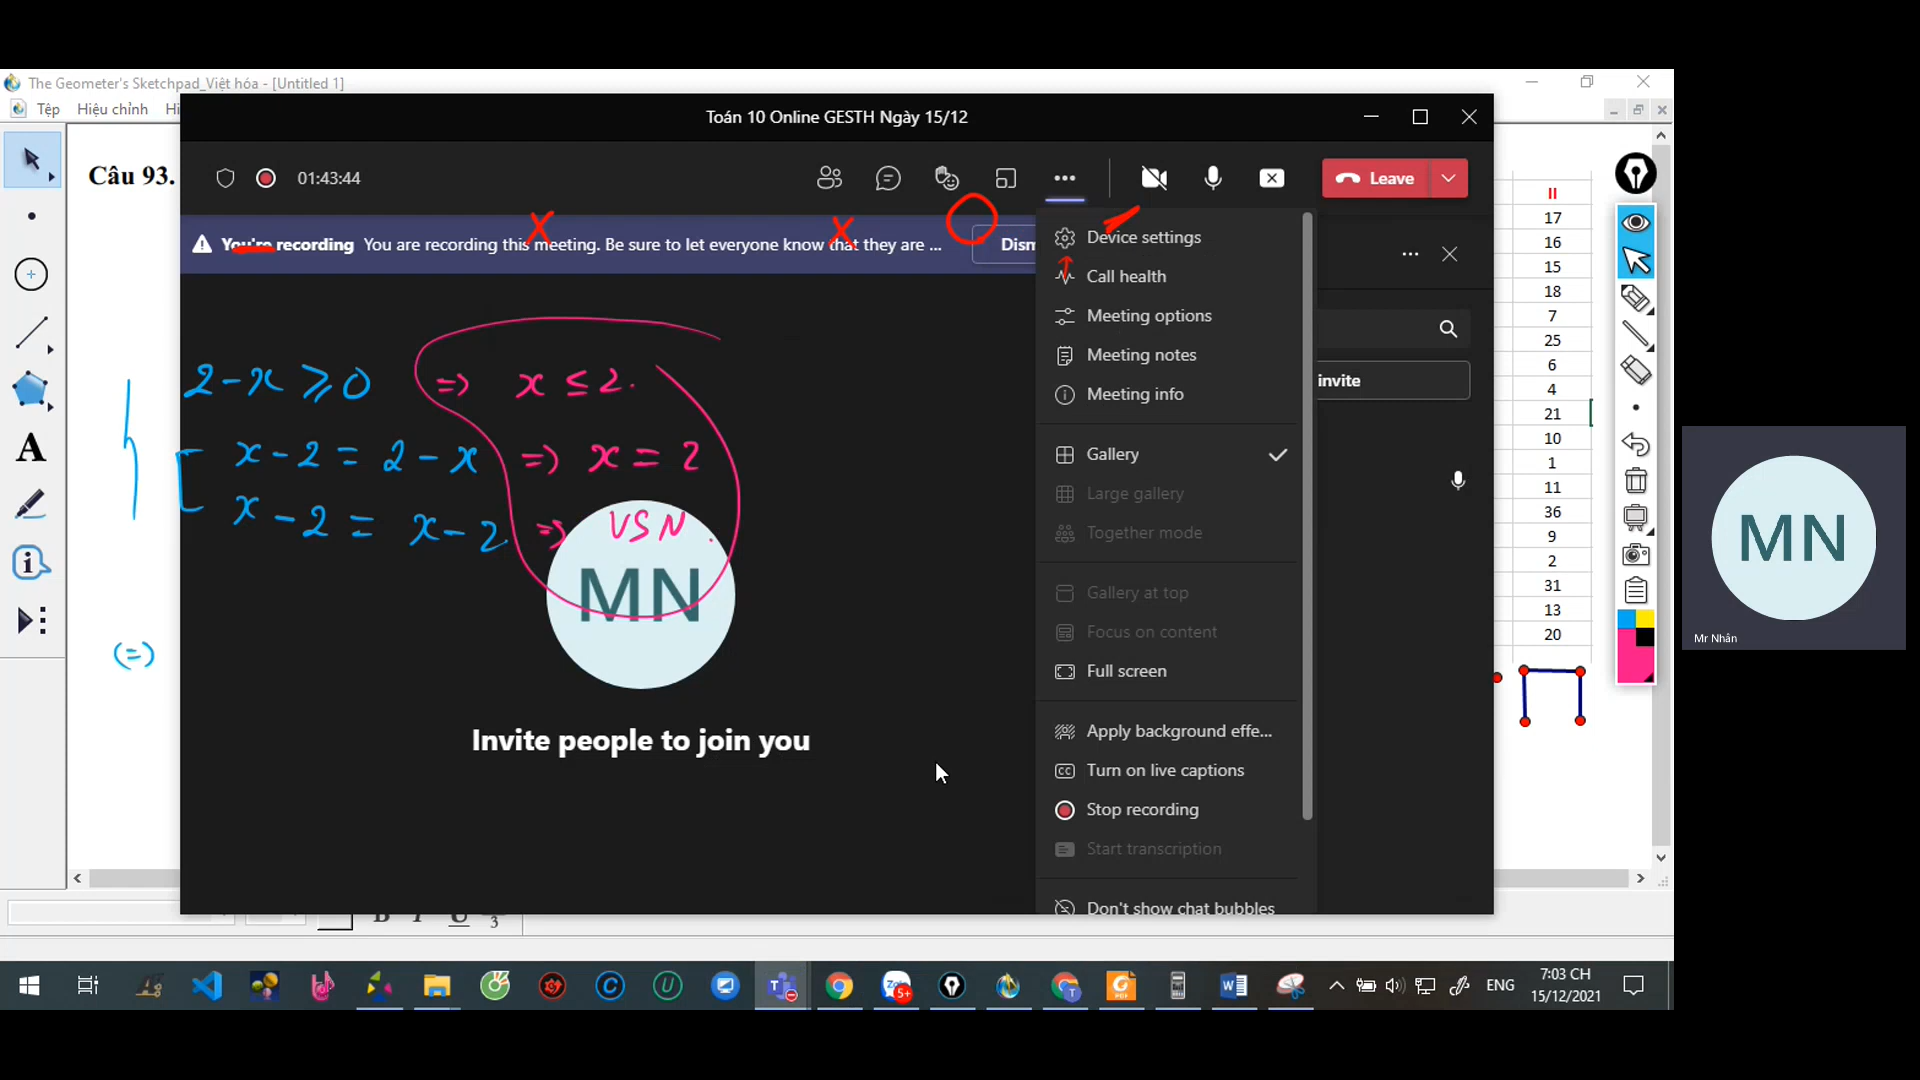 The Geometer's Sketchpad_Việt hóa - [Untitled 1]
Tệp Hiệu chỉnh
Toán 10 Online GESTH Ngày 15/12
Câu 93.
01:43:44
Leave
You're recording You are recording this meeting. Be sure to let everyone know that they are ...
Device settings
Call health
Meeting options
Meeting notes
Meeting info
invite
Gallery
Large gallery
Together mode
Gallery at top
Focus on content
Full screen
Apply background effe...
Turn on live captions
Stop recording
Start transcription
Don't show chat bubbles
2-x ≥ 0 => x ≤ 2.
x-2 = 2-x => x = 2
x-2 = x-2 => VSN.
(=)
MN
Invite people to join you
II
17
16
15
18
7
25
6
4
21
10
1
11
36
9
2
31
13
20
MN
Mr Nhân
5+
ENG
7:03 CH
15/12/2021